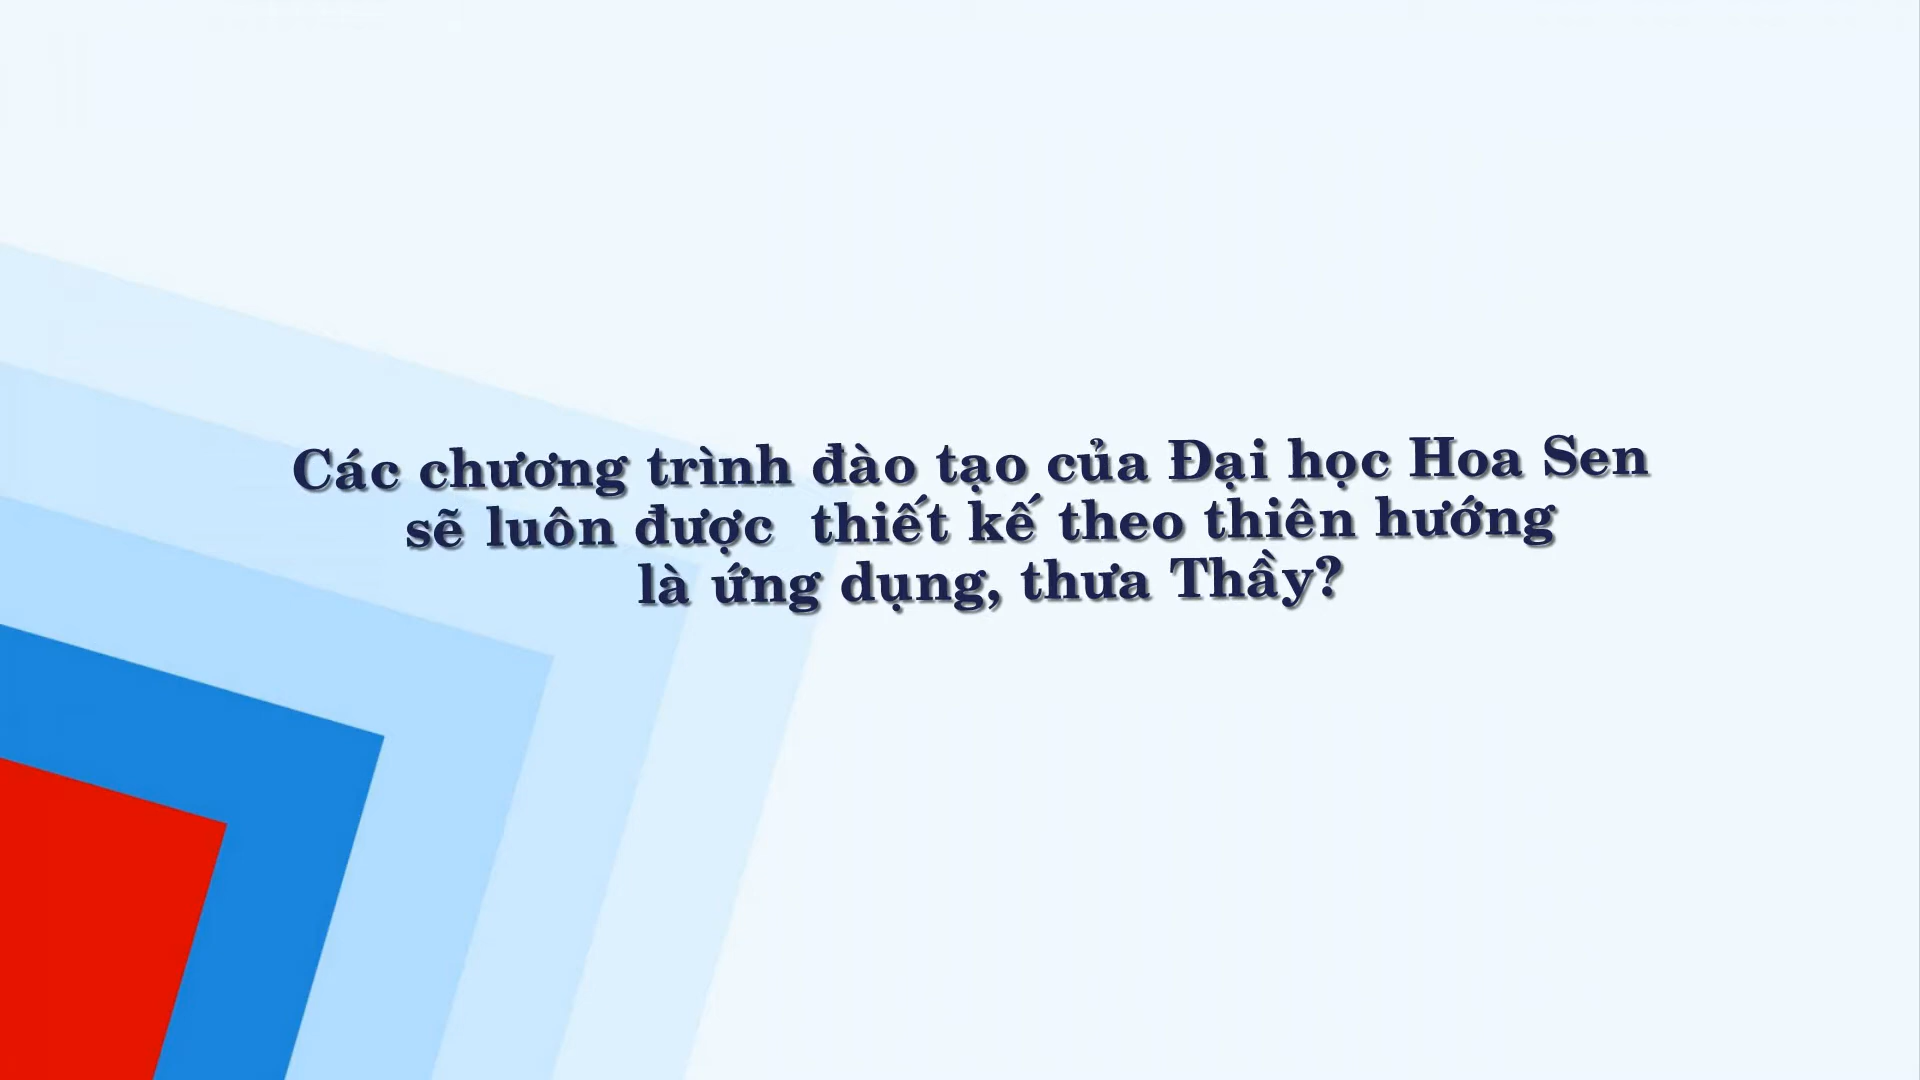 Các chương trình đào tạo của Đại học Hoa Sen
sẽ luôn được thiết kế theo thiên hướng
là ứng dụng, thưa Thầy?